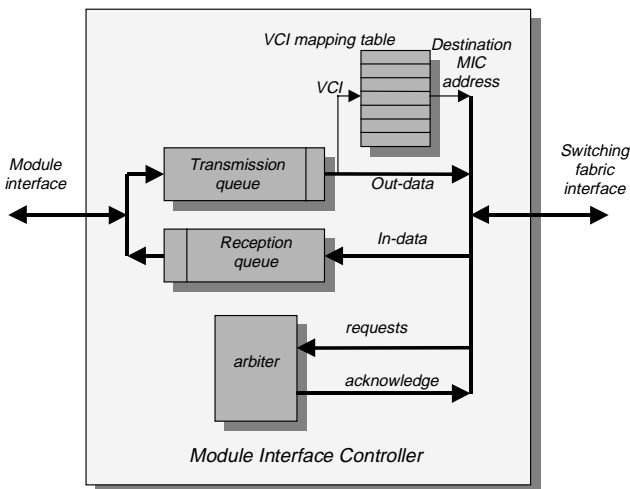 VCI mapping table
Destination
MIC
address
VCI
Module
interface
Transmission
queue
Out-data
Switching
fabric
interface
Reception
queue
In-data
requests
arbiter
acknowledge
Module Interface Controller